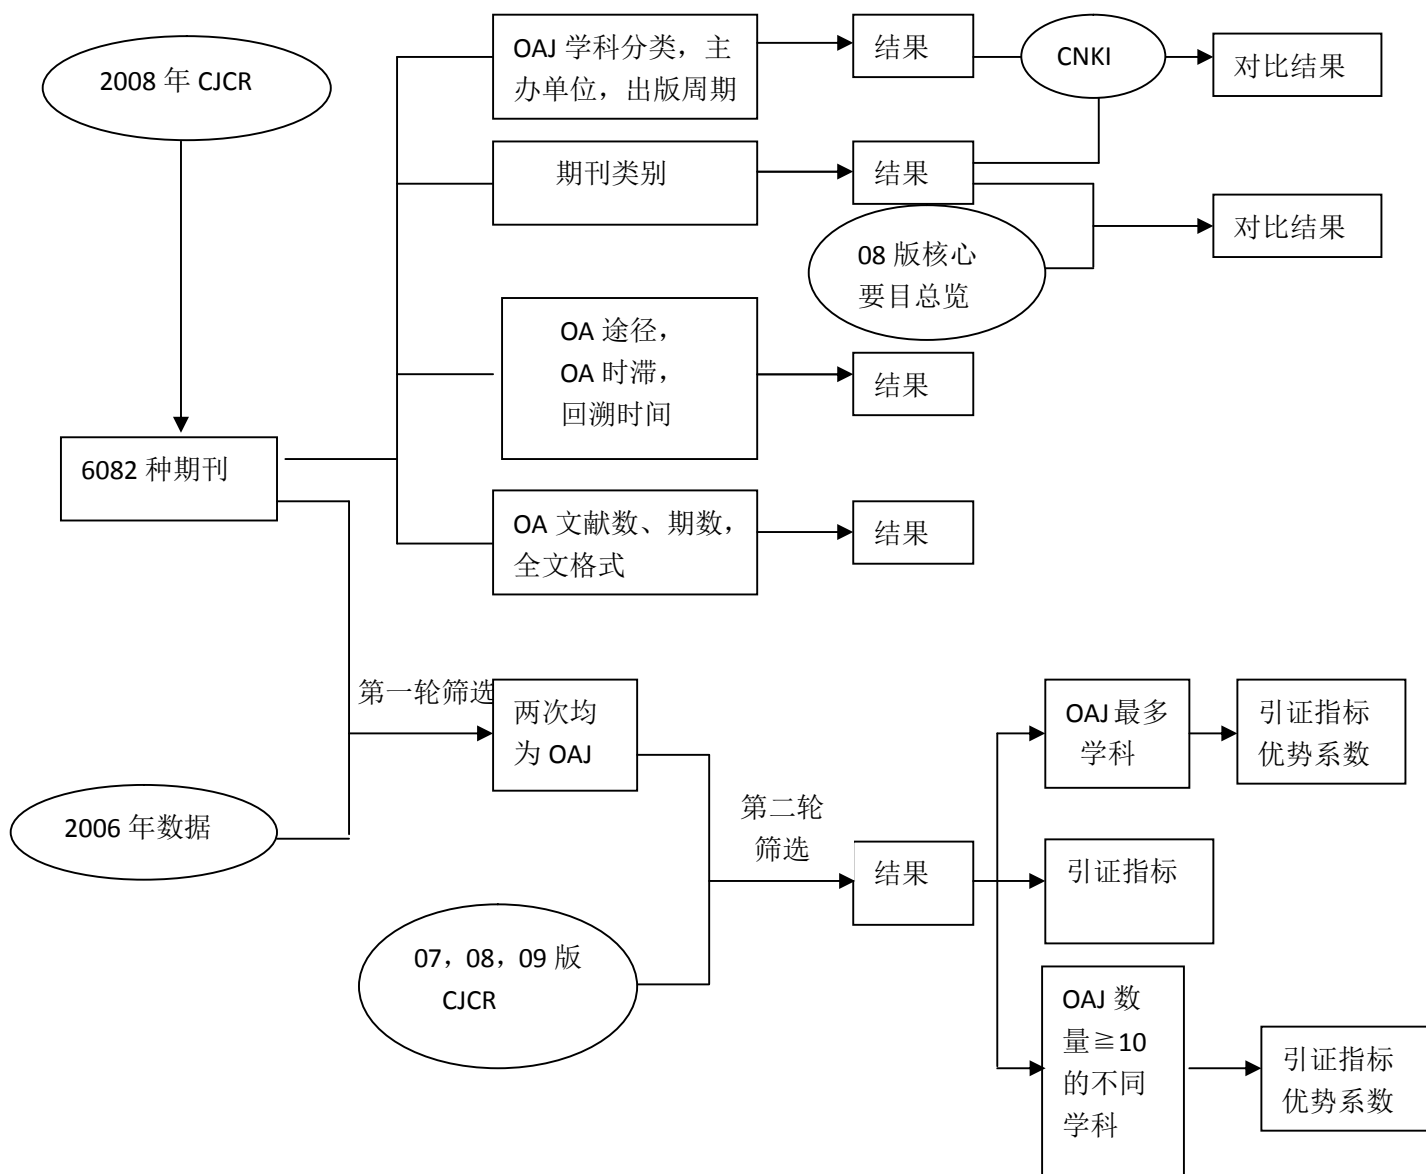 2008 年 CJCR
OAJ 学科分类，主
办单位，出版周期
结果
CNKI
对比结果
期刊类别
结果
对比结果
08 版核心
要目总览
OA 途径，
OA 时滞，
回溯时间
结果
6082 种期刊
OA 文献数、期数，
全文格式
结果
第一轮筛选
两次均
为 OAJ
OAJ 最多
学科
引证指标
优势系数
2006 年数据
第二轮
筛选
结果
引证指标
07，08，09 版
CJCR
OAJ 数
量≧10
的不同
学科
引证指标
优势系数